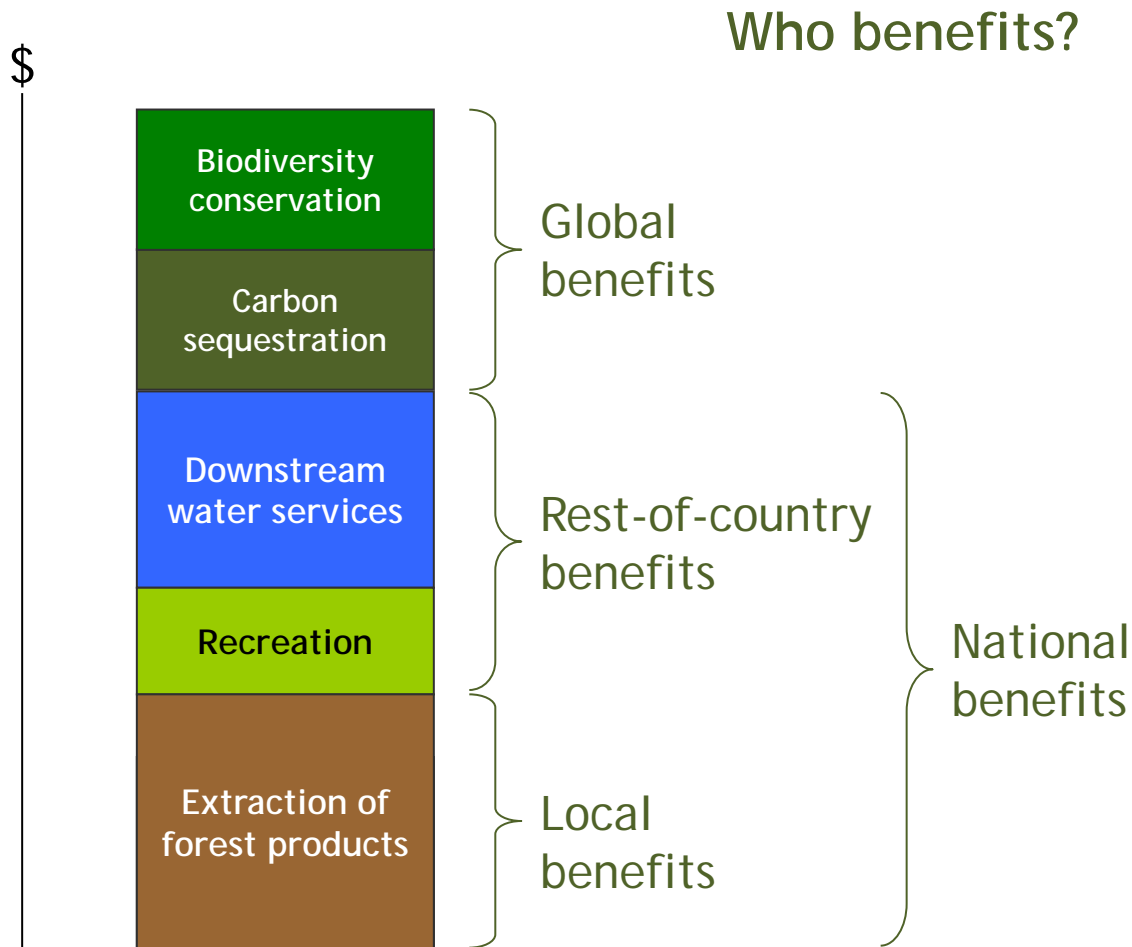 Who benefits?
$
Biodiversity
conservation
Carbon
sequestration
Global
benefits
Downstream
water services
Recreation
Rest-of-country
benefits
National
benefits
Extraction of
forest products
Local
benefits